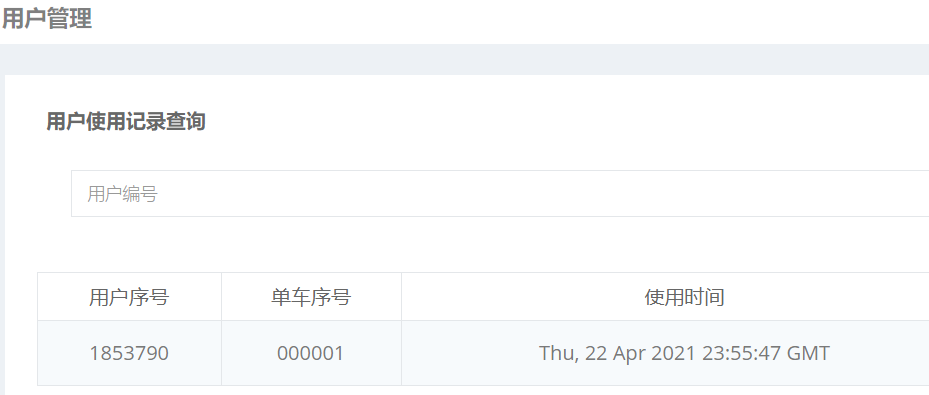 用户管理
用户使用记录查询
用户编号
用户序号 单车序号 使用时间
1853790 000001 Thu, 22 Apr 2021 23:55:47 GMT